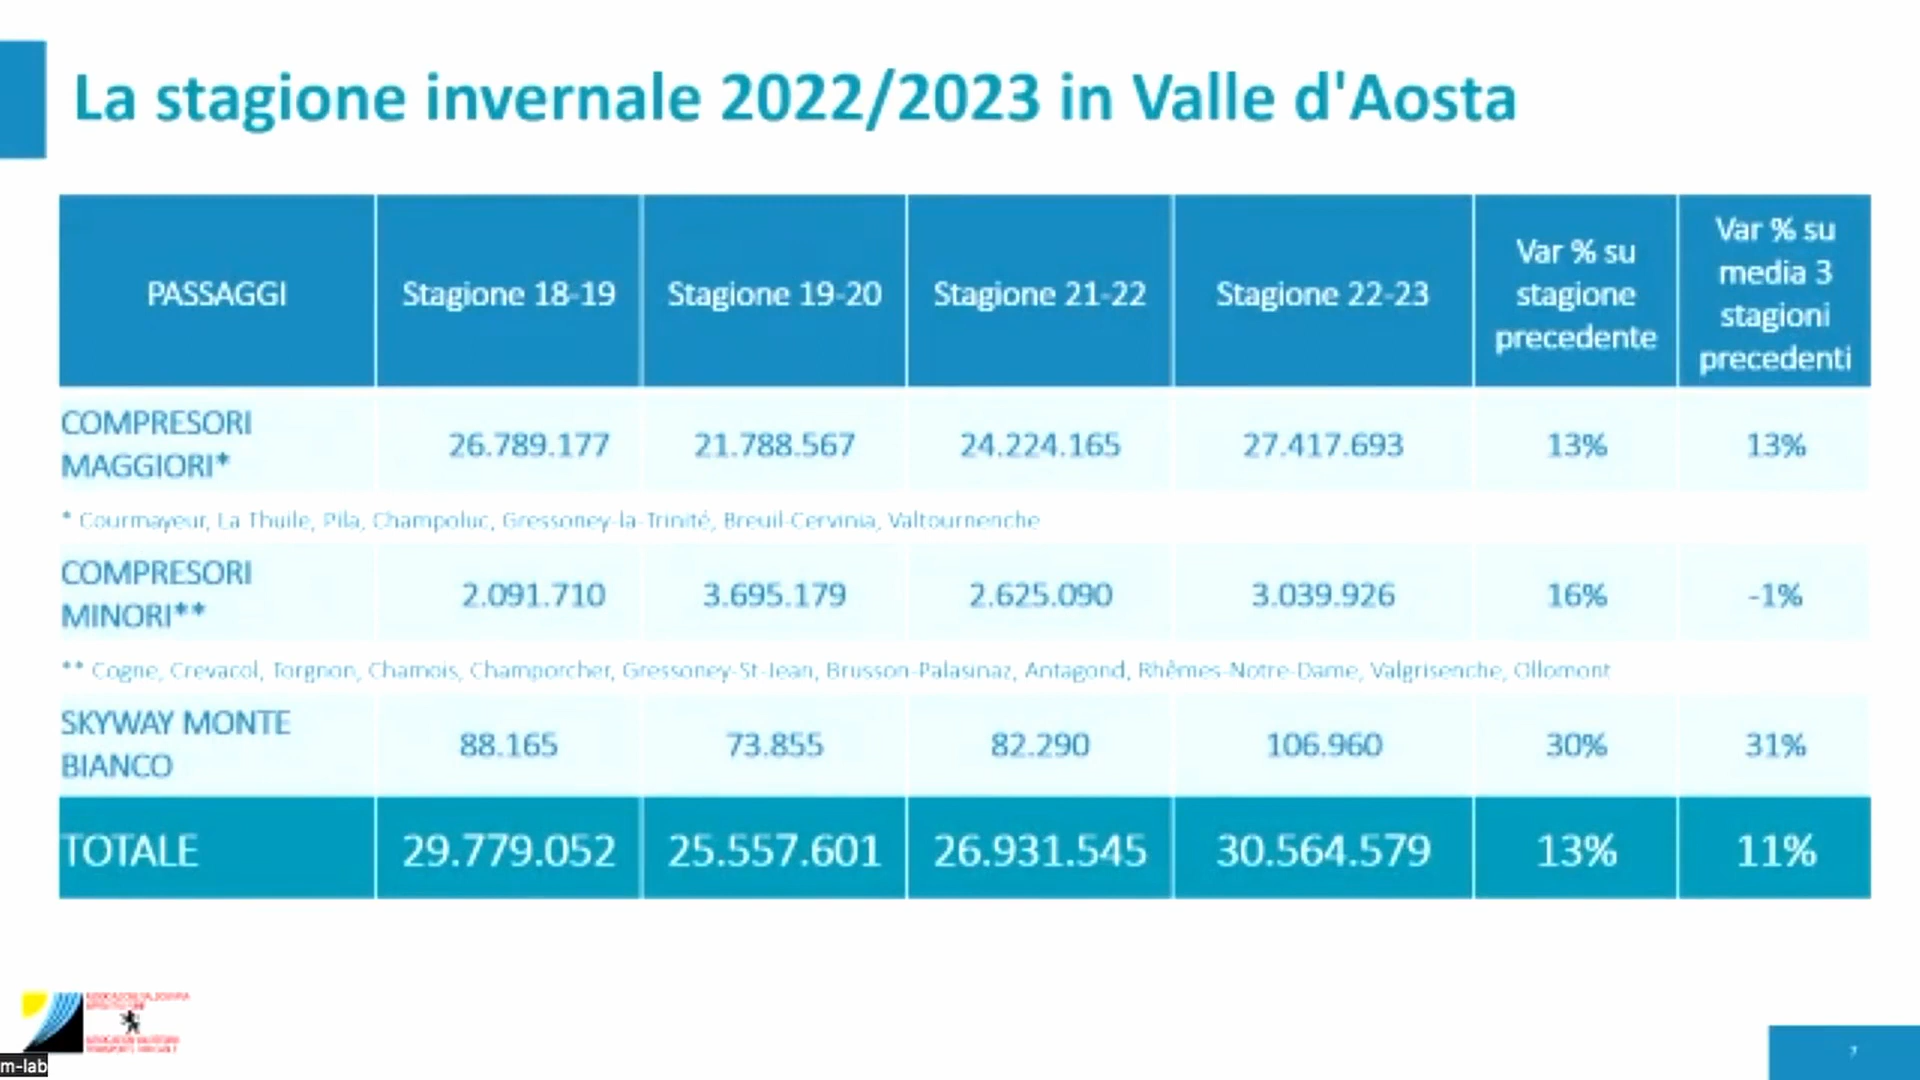 La stagione invernale 2022/2023 in Valle d'Aosta
PASSAGGI
Stagione 18-19
Stagione 19-20
Stagione 21-22
Stagione 22-23
Var % su
stagione
precedente
Var % su
media 3
stagioni
precedenti
COMPRESORI
MAGGIORI*
26.789.177
21.788.567
24.224.165
27.417.693
13%
13%
* Courmayeur, La Thuile, Pila, Champoluc, Gressoney-la-Trinité, Breuil-Cervinia, Valtournenche
COMPRESORI
MINORI**
2.091.710
3.695.179
2.625.090
3.039.926
16%
-1%
** Cogne, Crevacol, Torgnon, Chamois, Champorcher, Gressoney-St-Jean, Brusson-Palasinaz, Antagond, Rhêmes-Notre-Dame, Valgrisenche, Ollomont
SKYWAY MONTE
BIANCO
88.165
73.855
82.290
106.960
30%
31%
TOTALE
29.779.052
25.557.601
26.931.545
30.564.579
13%
11%
m-lab
7